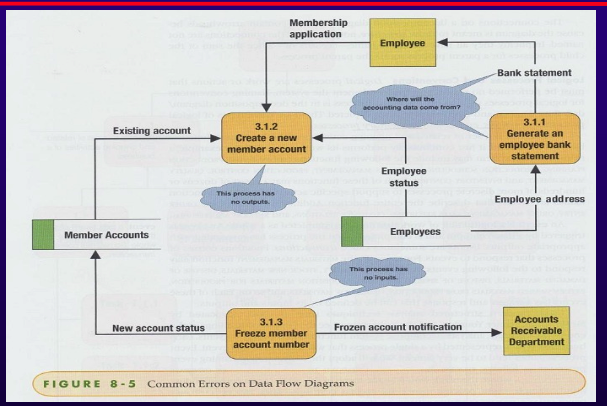 Membership
application
Employee
Bank statement
Where will the
accounting data come from?
3.1.2
Create a new
member account
3.1.1
Generate an
employee bank
statement
Existing account
This process has
no outputs.
Employee
status
Employee address
Member Accounts
Employees
This process has
no inputs.
New account status
3.1.3
Freeze member
account number
Frozen account notification
Accounts
Receivable
Department
FIGURE 8-5 Common Errors on Data Flow Diagrams